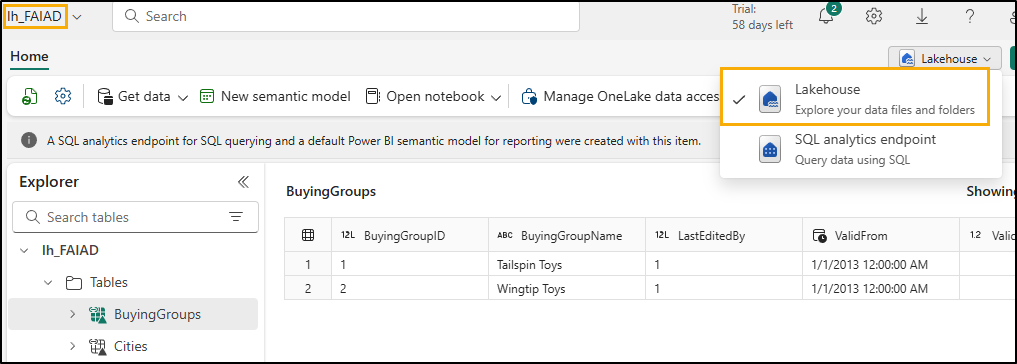 lh_FAIAD
Search
Trial:
58 days left
2
?
Home
Lakehouse
Get data
New semantic model
Open notebook
Manage OneLake data acces
Lakehouse
Explore your data files and folders
SQL analytics endpoint
Query data using SQL
A SQL analytics endpoint for SQL querying and a default Power BI semantic model for reporting were created with this item.
Explorer
Search tables
lh_FAIAD
Tables
BuyingGroups
Cities
BuyingGroups
Showing
12L BuyingGroupID ABC BuyingGroupName 12L LastEditedBy ValidFrom 1.2 Valid
1 1 Tailspin Toys 1 1/1/2013 12:00:00 AM
2 2 Wingtip Toys 1 1/1/2013 12:00:00 AM